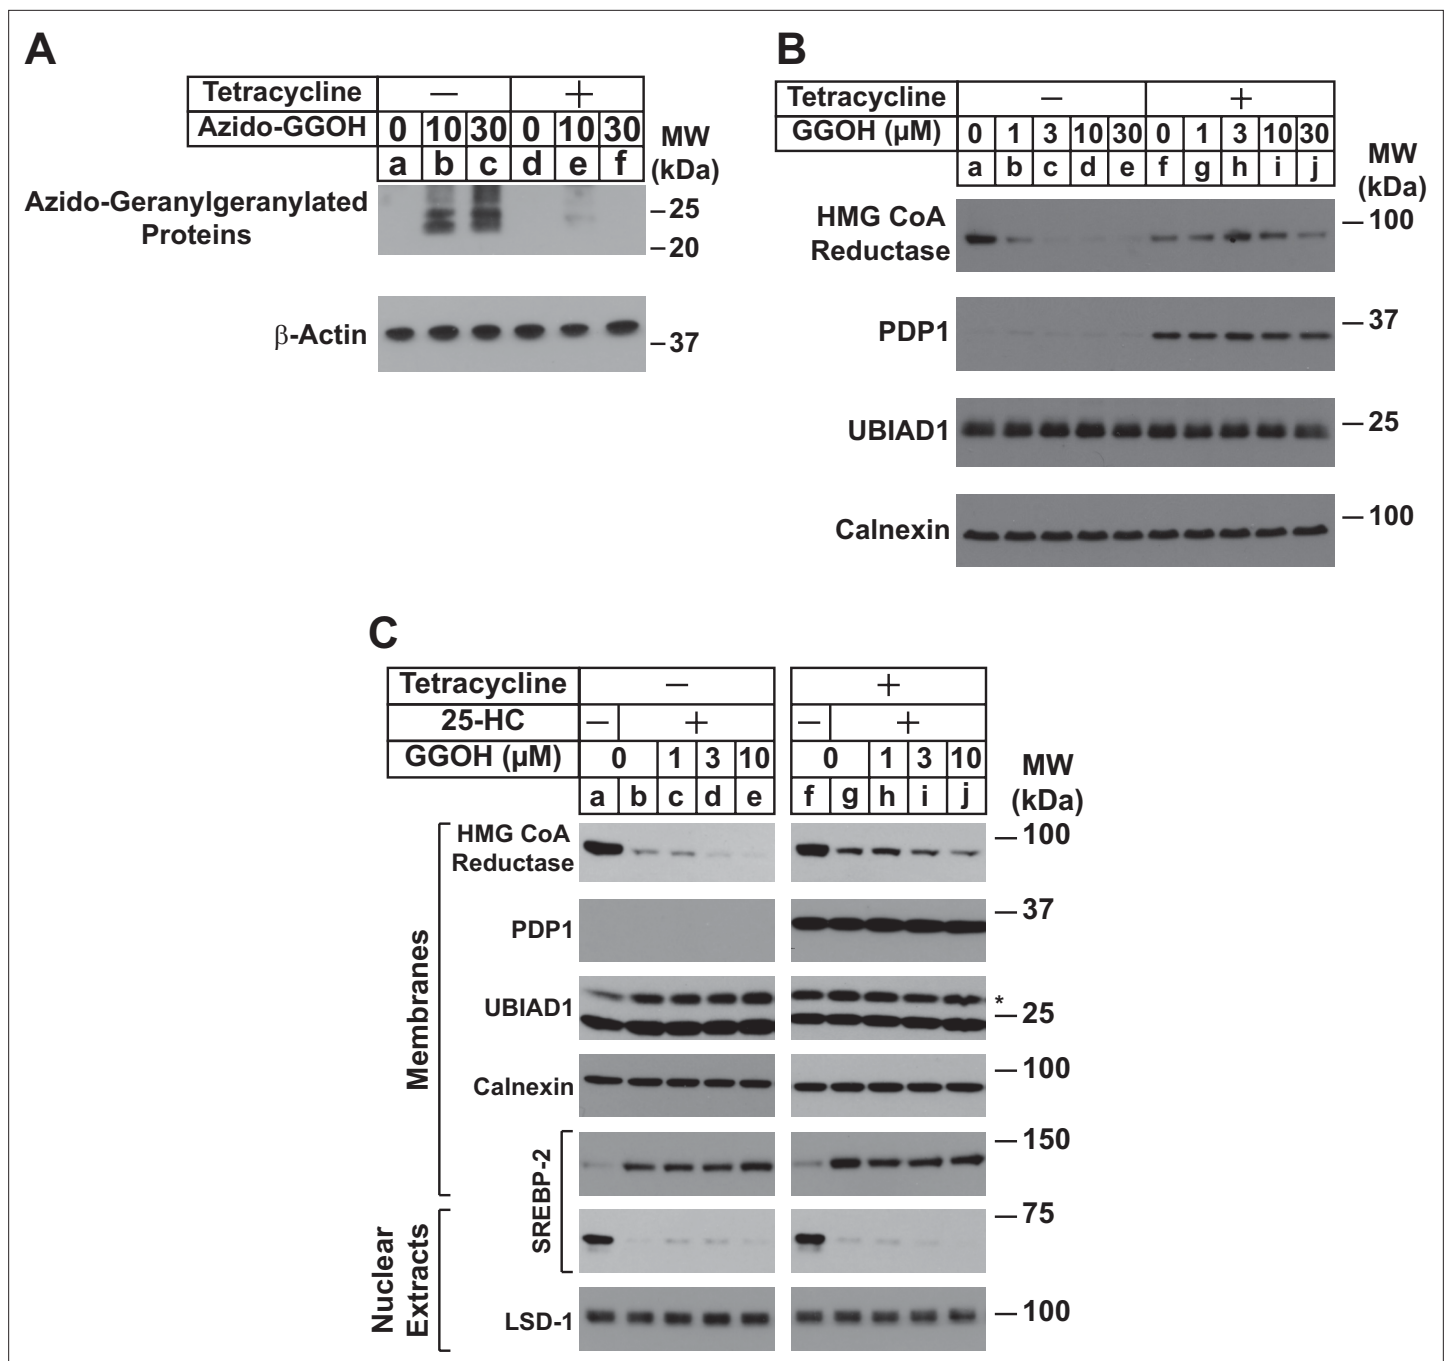 A
Tetracycline — +
Azido-GGOH 0 10 30 0 10 30
a b c d e f
MW
(kDa)
Azido-Geranylgeranylated
Proteins
–25
–20
β-Actin
–37
B
Tetracycline — +
GGOH (µM) 0 1 3 10 30 0 1 3 10 30
a b c d e f g h i j
MW
(kDa)
HMG CoA
Reductase
— 100
PDP1
— 37
UBIAD1
— 25
Calnexin
— 100
C
Tetracycline — +
25-HC — + — +
GGOH (µM) 0 1 3 10 0 1 3 10
a b c d e f g h i j
MW
(kDa)
Membranes
HMG CoA
Reductase
— 100
PDP1
— 37
UBIAD1
*
— 25
Calnexin
— 100
SREBP-2
— 150
Nuclear
Extracts
— 75
LSD-1
— 100